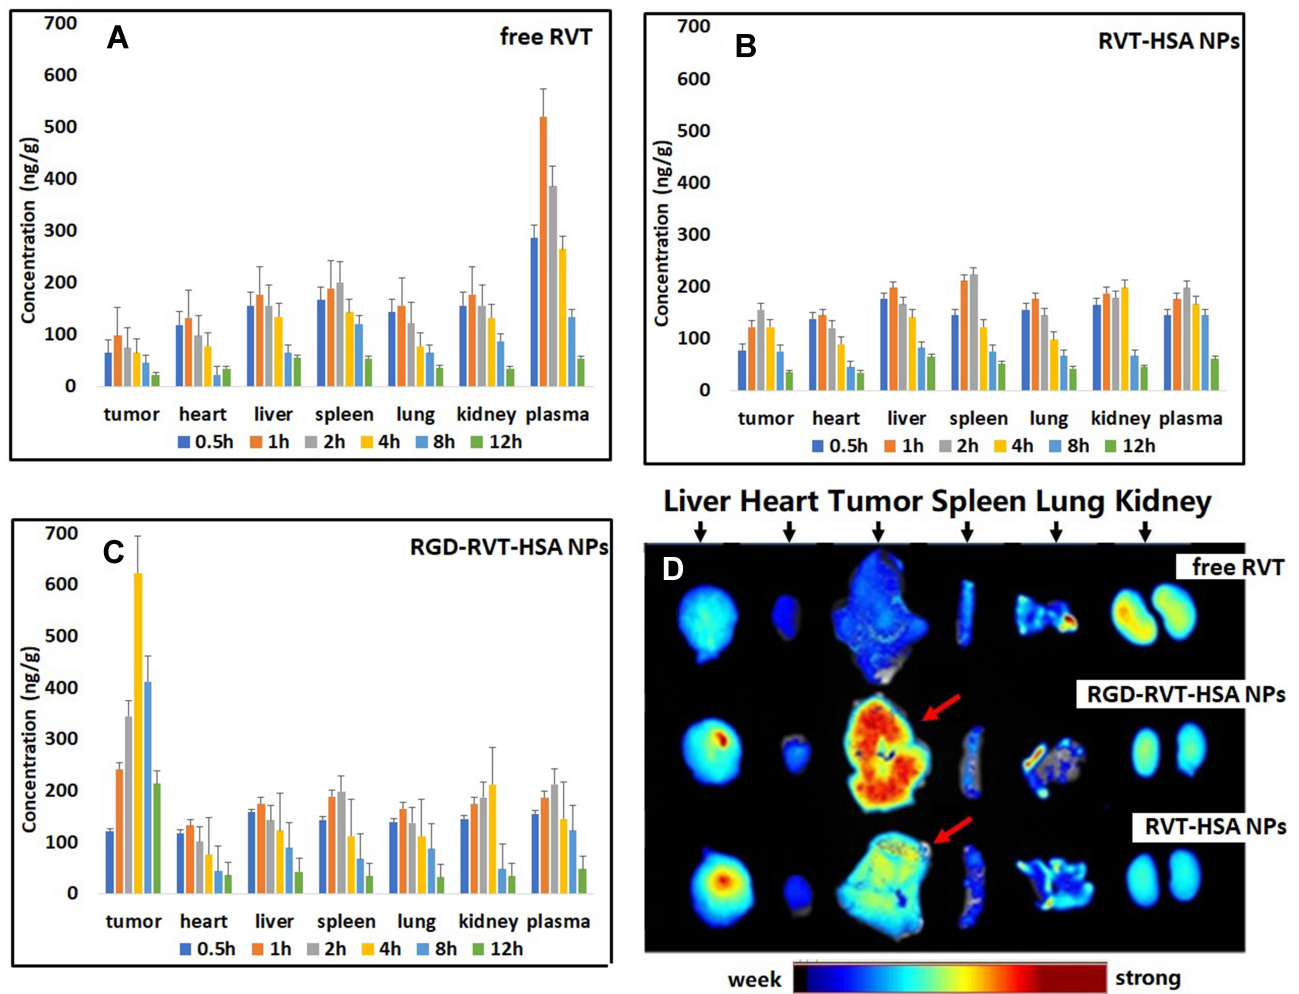 A
free RVT
700
600
500
400
300
200
100
0
Concentration (ng/g)
tumor heart liver spleen lung kidney plasma
0.5h 1h 2h 4h 8h 12h
B
RVT-HSA NPs
700
600
500
400
300
200
100
0
Concentration (ng/g)
tumor heart liver spleen lung kidney plasma
0.5h 1h 2h 4h 8h 12h
C
RGD-RVT-HSA NPs
700
600
500
400
300
200
100
0
Concentration (ng/g)
tumor heart liver spleen lung kidney plasma
0.5h 1h 2h 4h 8h 12h
Liver Heart Tumor Spleen Lung Kidney
D
free RVT
RGD-RVT-HSA NPs
RVT-HSA NPs
week strong